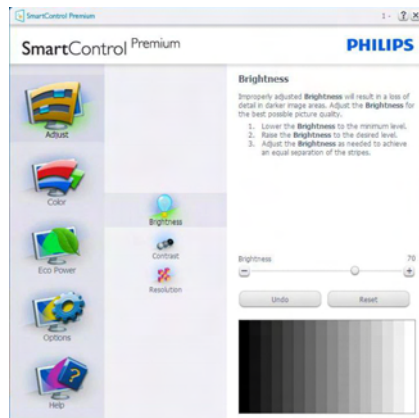 SmartControl Premium
1 - ? X
SmartControl Premium
PHILIPS
Adjust
Color
Eco Power
Options
Help
Brightness
Contrast
Resolution
Brightness
Improperly adjusted Brightness will result in a loss of
detail in darker image areas. Adjust the Brightness for
the best possible picture quality.
1. Lower the Brightness to the minimum level.
2. Raise the Brightness to the desired level.
3. Adjust the Brightness as needed to achieve
an equal separation of the stripes.
Brightness 70
Undo Reset